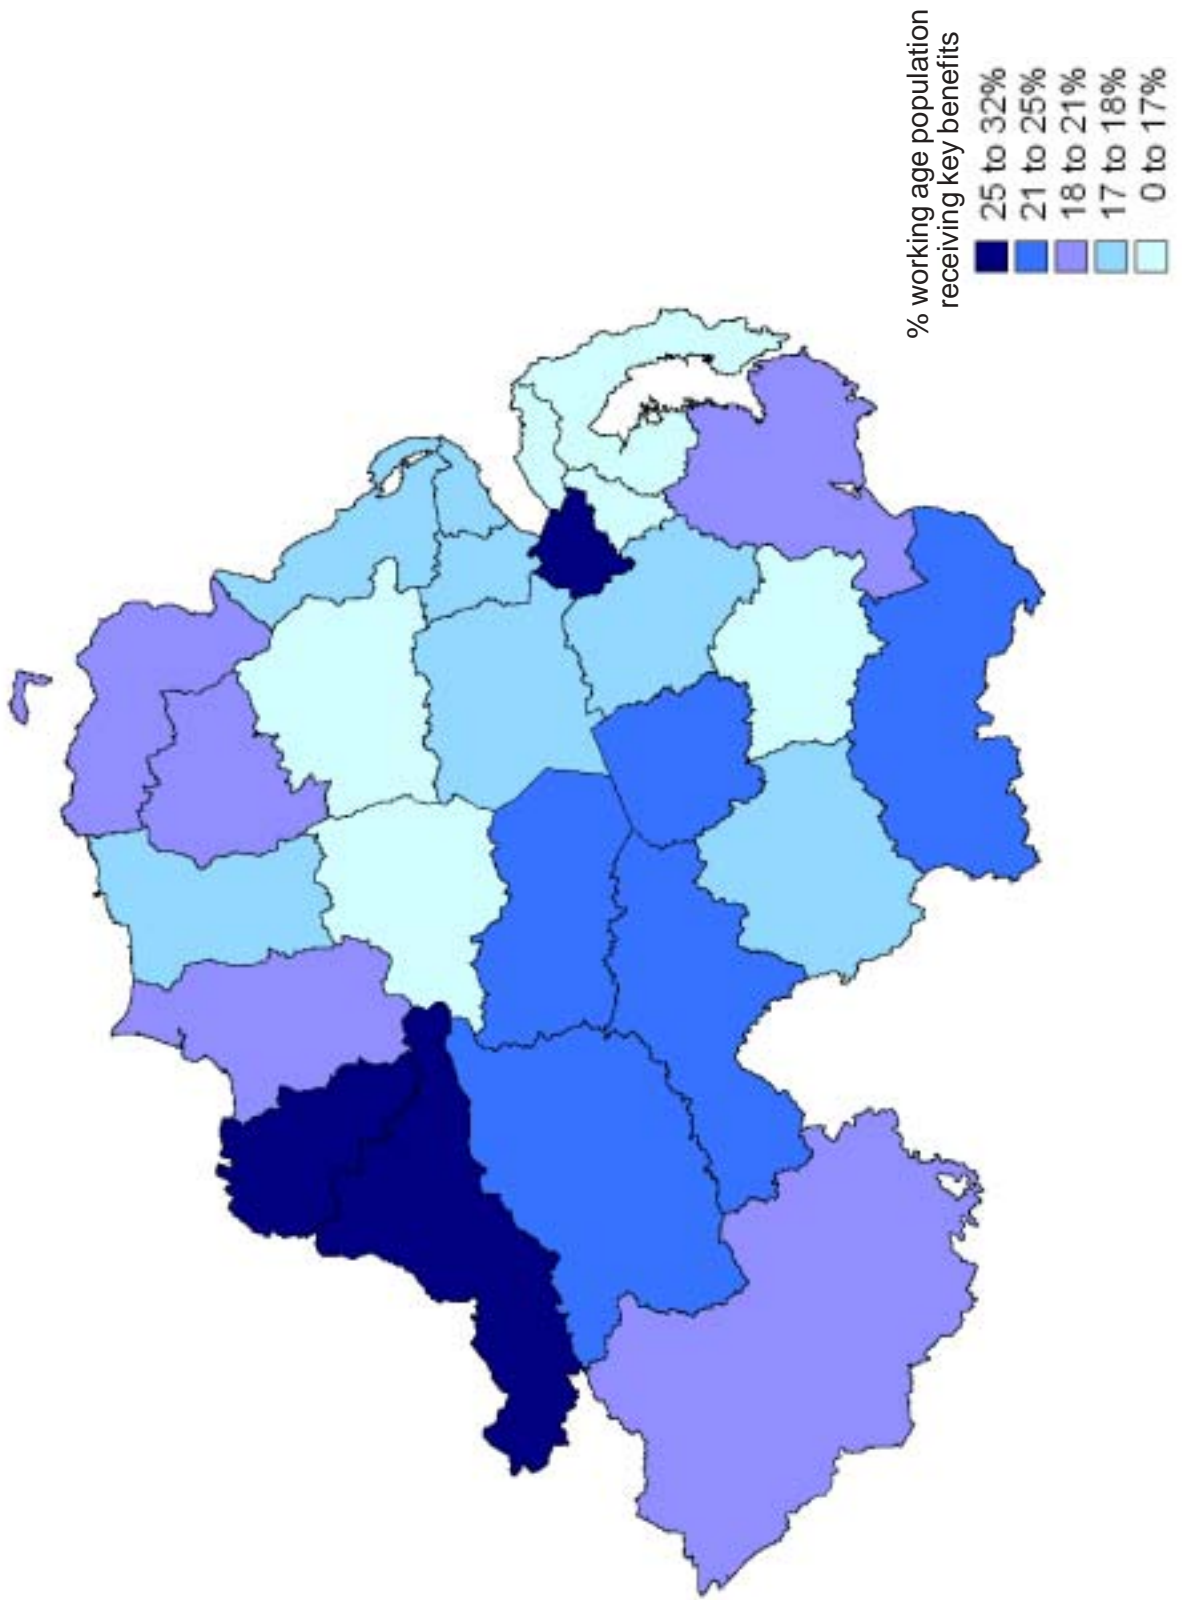 % working age population
receiving key benefits
25 to 32%
21 to 25%
18 to 21%
17 to 18%
0 to 17%